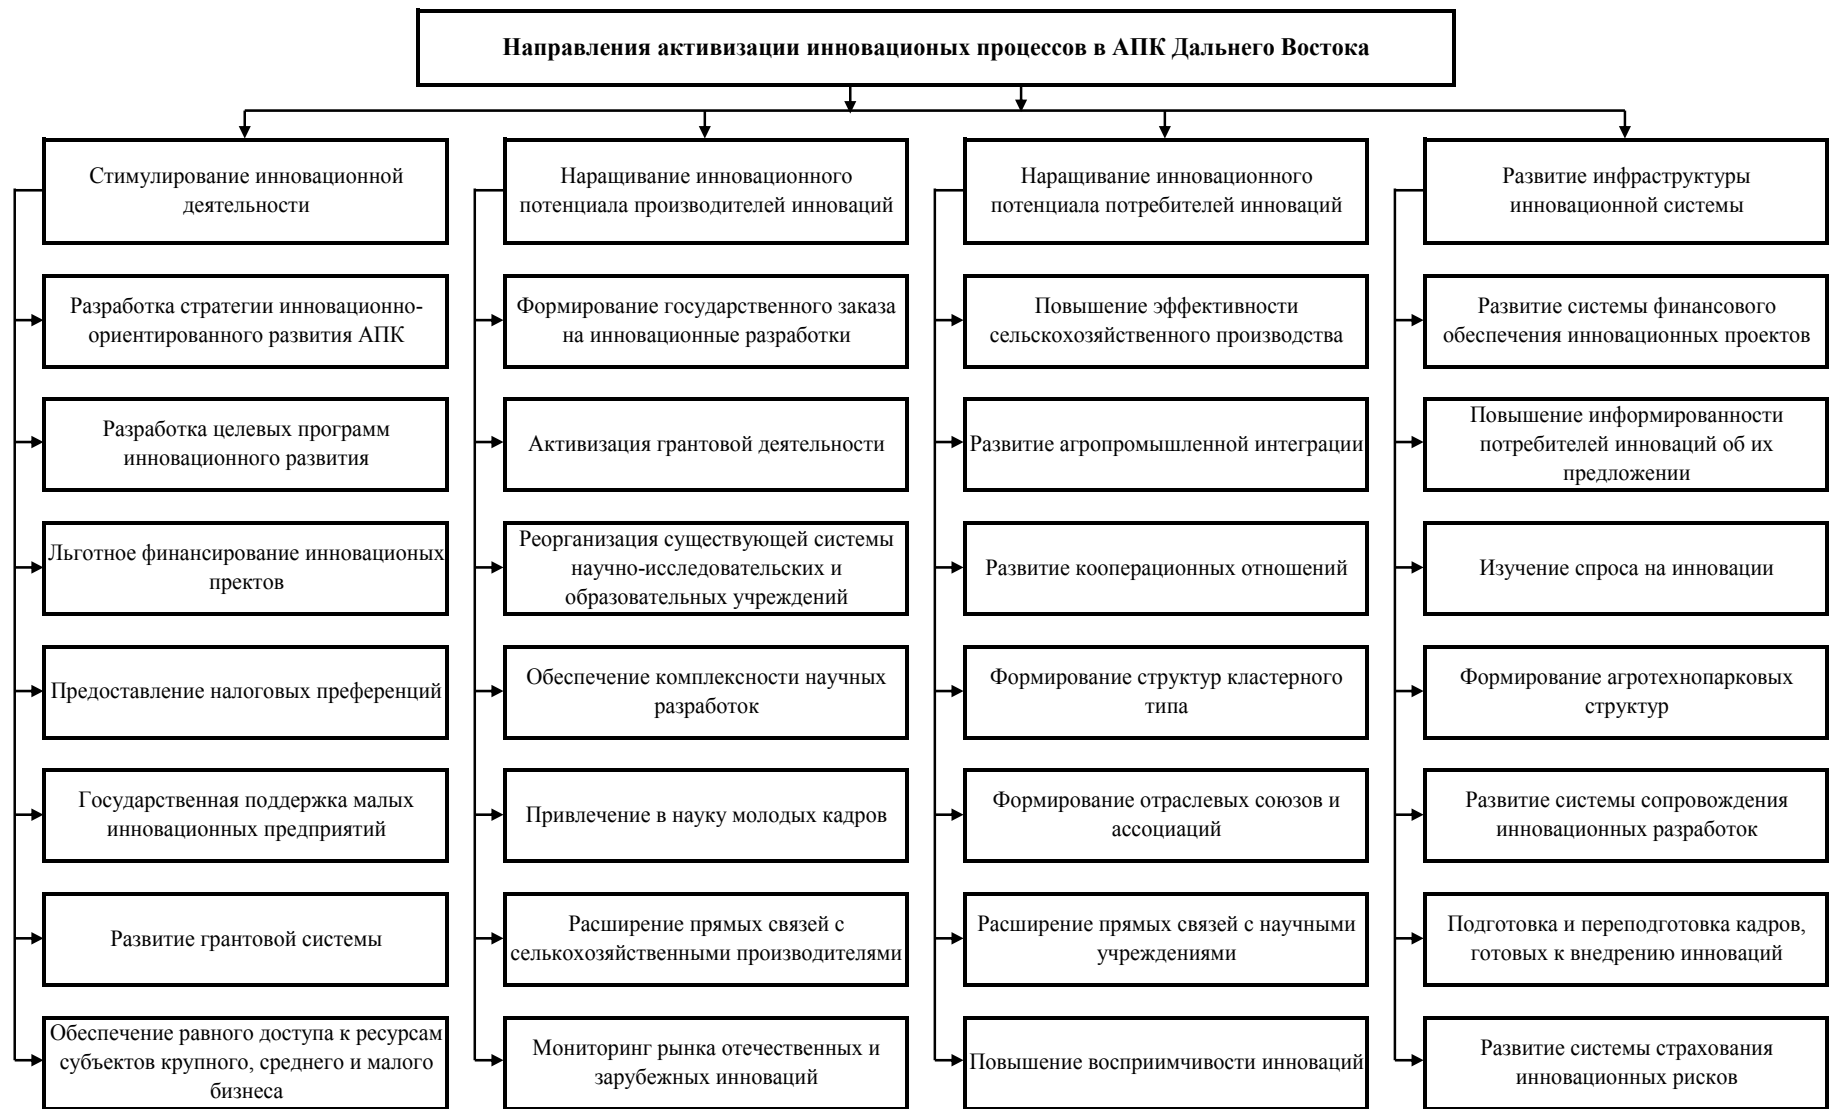 Направления активизации инновационых процессов в АПК Дальнего Востока
Стимулирование инновационной
деятельности
Разработка стратегии инновационно-
ориентированного развития АПК
Разработка целевых программ
инновационного развития
Льготное финансирование инновационых
пректов
Предоставление налоговых преференций
Государственная поддержка малых
инновационных предприятий
Развитие грантовой системы
Обеспечение равного доступа к ресурсам
субъектов крупного, среднего и малого
бизнеса
Наращивание инновационного
потенциала производителей инноваций
Формирование государственного заказа
на инновационные разработки
Активизация грантовой деятельности
Реорганизация существующей системы
научно-исследовательских и
образовательных учреждений
Обеспечение комплексности научных
разработок
Привлечение в науку молодых кадров
Расширение прямых связей с
селькохозяйственными производителями
Мониторинг рынка отечественных и
зарубежных инноваций
Наращивание инновационного
потенциала потребителей инноваций
Повышение эффективности
сельскохозяйственного производства
Развитие агропромышленной интеграции
Развитие кооперационных отношений
Формирование структур кластерного
типа
Формирование отраслевых союзов и
ассоциаций
Расширение прямых связей с научными
учреждениями
Повышение восприимчивости инноваций
Развитие инфраструктуры
инновационной системы
Развитие системы финансового
обеспечения инновационных проектов
Повышение информированности
потребителей инноваций об их
предложении
Изучение спроса на инновации
Формирование агротехнопарковых
структур
Развитие системы сопровождения
инновационных разработок
Подготовка и переподготовка кадров,
готовых к внедрению инноваций
Развитие системы страхования
инновационных рисков